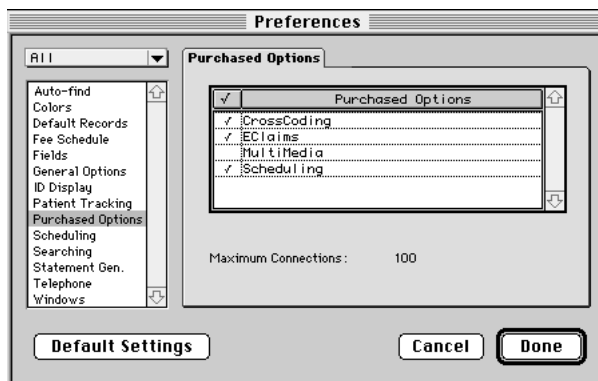 Preferences
All
Auto-find
Colors
Default Records
Fee Schedule
Fields
General Options
ID Display
Patient Tracking
Purchased Options
Scheduling
Searching
Statement Gen.
Telephone
Windows
Purchased Options
√ Purchased Options
√ CrossCoding
√ EClaims
MultiMedia
√ Scheduling
Maximum Connections: 100
Default Settings
Cancel
Done